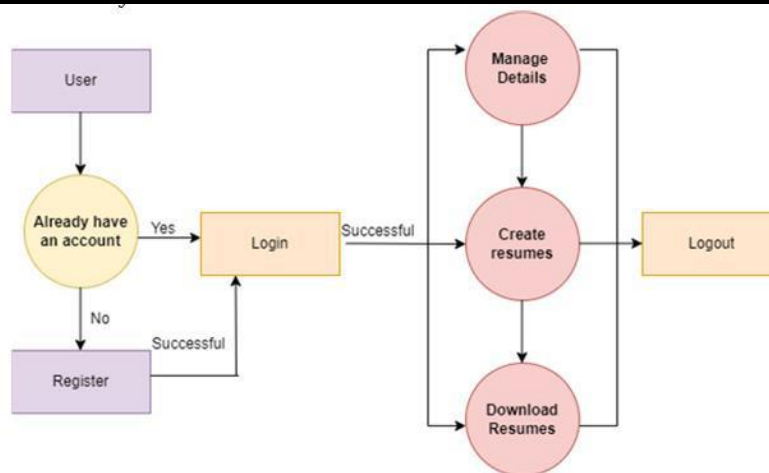 User
Already have
an account
Yes
No
Register
Successful
Login
Successful
Manage
Details
Create
resumes
Download
Resumes
Logout